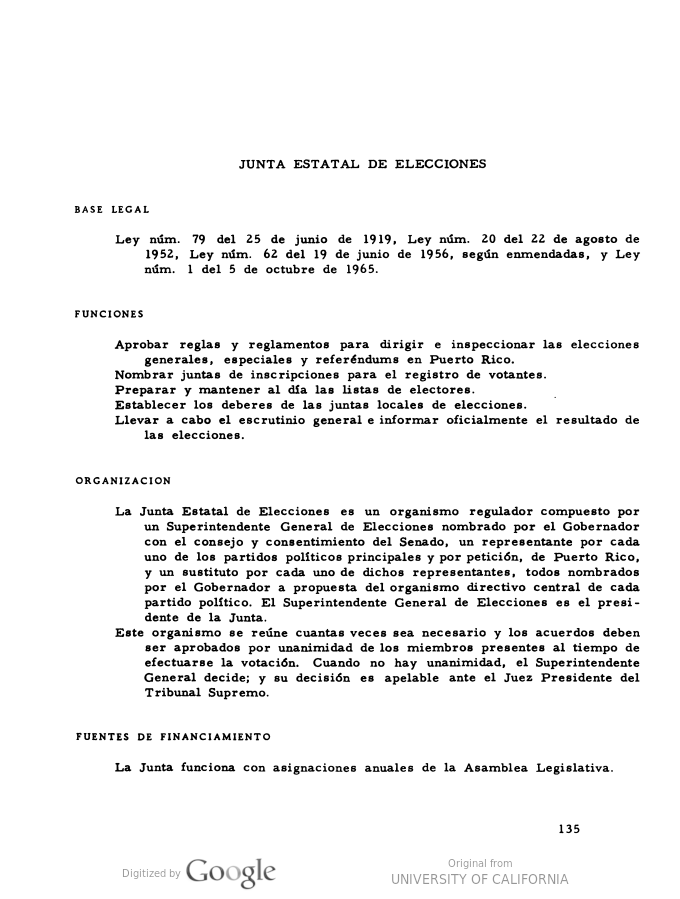 JUNTA ESTATAL DE ELECCIONES
BASE LEGAL
Ley núm. 79 del 25 de junio de 1919, Ley núm. 20 del 22 de agosto de
1952, Ley núm. 62 del 19 de junio de 1956, según enmendadas, y Ley
núm. 1 del 5 de octubre de 1965.
FUNCIONES
Aprobar reglas y reglamentos para dirigir e inspeccionar las elecciones
generales, especiales y referéndums en Puerto Rico.
Nombrar juntas de inscripciones para el registro de votantes.
Preparar y mantener al día las listas de electores.
Establecer los deberes de las juntas locales de elecciones.
Llevar a cabo el escrutinio general e informar oficialmente el resultado de
las elecciones.
ORGANIZACION
La Junta Estatal de Elecciones es un organismo regulador compuesto por
un Superintendente General de Elecciones nombrado por el Gobernador
con el consejo y consentimiento del Senado, un representante por cada
uno de los partidos políticos principales y por petición, de Puerto Rico,
y un sustituto por cada uno de dichos representantes, todos nombrados
por el Gobernador a propuesta del organismo directivo central de cada
partido político. El Superintendente General de Elecciones es el presi-
dente de la Junta.
Este organismo se reúne cuantas veces sea necesario y los acuerdos deben
ser aprobados por unanimidad de los miembros presentes al tiempo de
efectuarse la votación. Cuando no hay unanimidad, el Superintendente
General decide; y su decisión es apelable ante el Juez Presidente del
Tribunal Supremo.
FUENTES DE FINANCIAMIENTO
La Junta funciona con asignaciones anuales de la Asamblea Legislativa.
135
Digitized by Google
Original from
UNIVERSITY OF CALIFORNIA